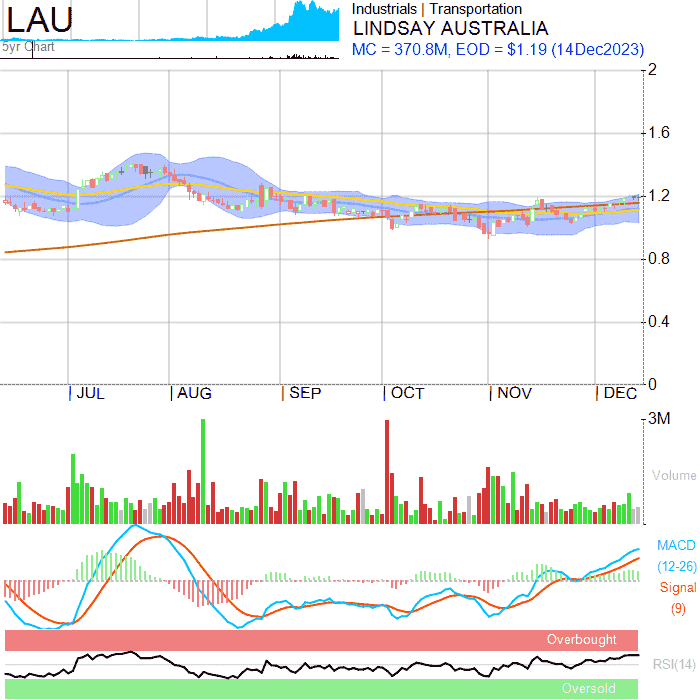 LAU
5yr Chart
Industrials | Transportation
LINDSAY AUSTRALIA
MC = 370.8M, EOD = $1.19 (14Dec2023)
2
1.6
1.2
0.8
0.4
0
JUL
AUG
SEP
OCT
NOV
DEC
3M
Volume
MACD
(12-26)
Signal
(9)
Overbought
RSI(14)
Oversold